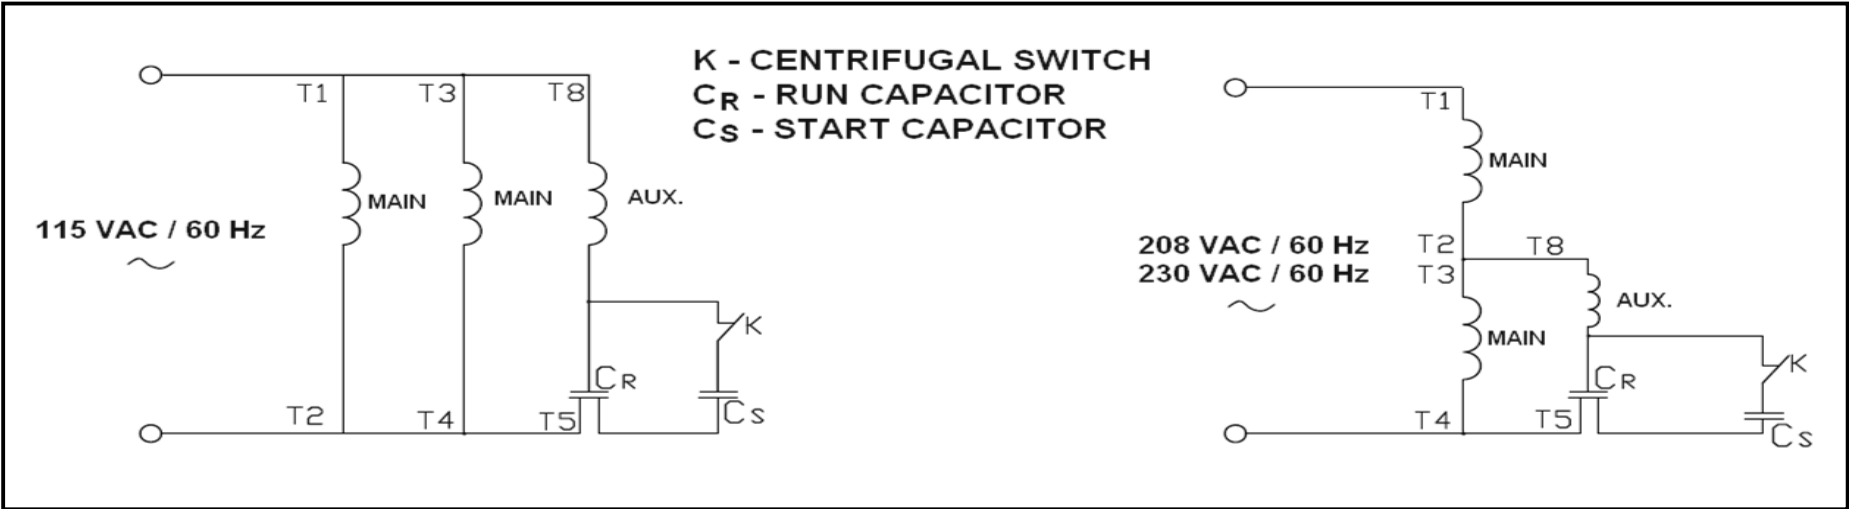 K - CENTRIFUGAL SWITCH
CR - RUN CAPACITOR
CS - START CAPACITOR
T1 T3 T8
MAIN MAIN AUX.
115 VAC / 60 Hz
K
CR
CS
T2 T4 T5
T1
MAIN
208 VAC / 60 Hz T2 T8
230 VAC / 60 Hz T3
AUX.
MAIN
K
CR
T4 T5
CS